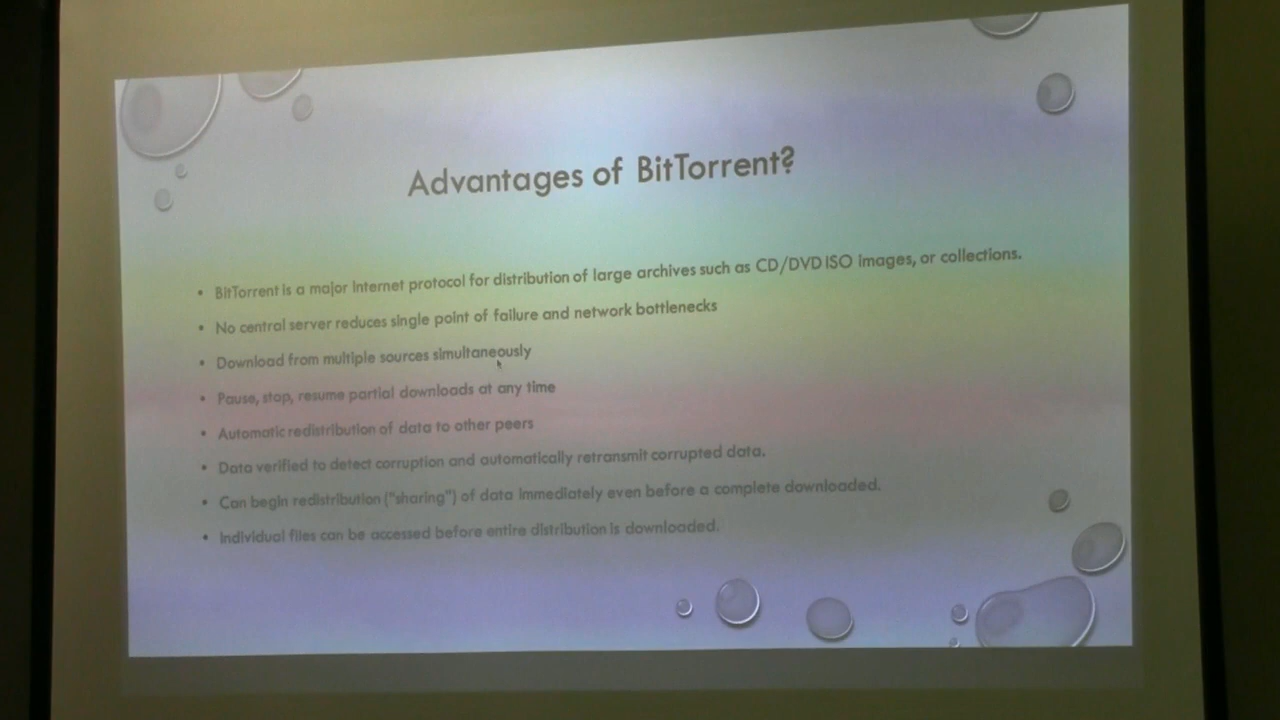 Advantages of BitTorrent?
• BitTorrent is a major Internet protocol for distribution of large archives such as CD/DVD ISO images, or collections.
• No central server reduces single point of failure and network bottlenecks
• Download from multiple sources simultaneously
• Pause, stop, resume partial downloads at any time
• Automatic redistribution of data to other peers
• Data verified to detect corruption and automatically retransmit corrupted data.
• Can begin redistribution ("sharing") of data immediately even before a complete downloaded.
• Individual files can be accessed before entire distribution is downloaded.